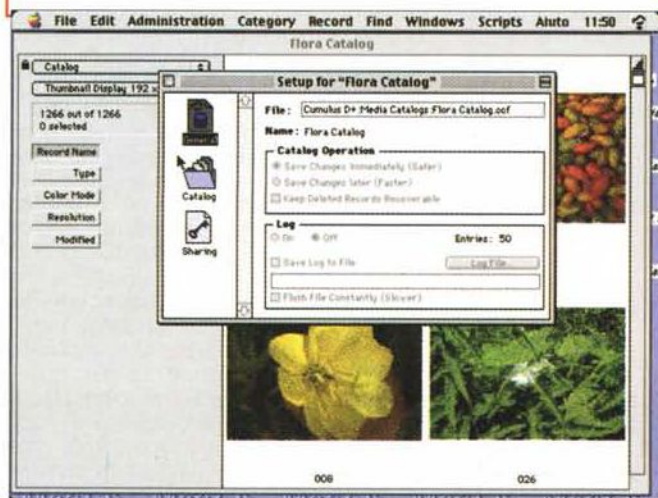 File Edit Administration Category Record Find Windows Scripts Aiuto 11:50
Flora Catalog
Catalog
Thumbnail Display 192 x
1266 out of 1266
0 selected
Record Name
Type
Color Mode
Resolution
Modified
Setup for "Flora Catalog"
Catalog
Sharing
File: Cumulus D+:Media Catalogs:Flora Catalog.ocf
Name: Flora Catalog
Catalog Operation
Save Changes Immediately (Safer)
Save Changes later (Faster)
Keep Deleted Records Recoverable
Log
On Off Entries: 50
Save Log to File Log File...
Flush File Constantly (Slower)
008 026